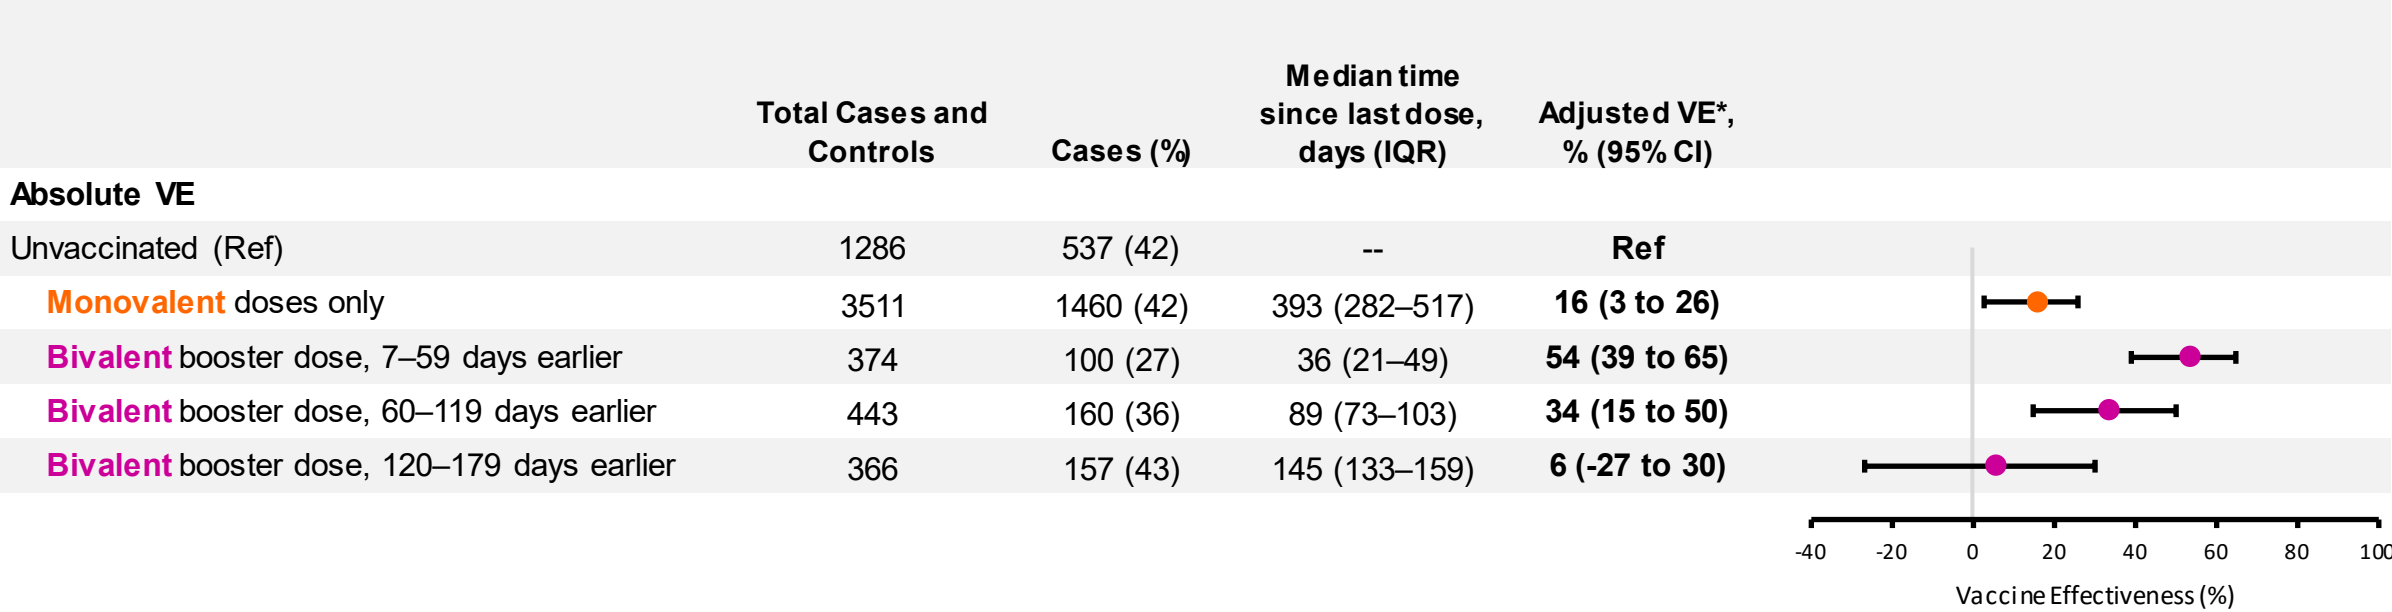 Median time
Total Cases and since last dose, Adjusted VE*,
Controls Cases (%) days (IQR) % (95% CI)
Absolute VE
Unvaccinated (Ref) 1286 537 (42) -- Ref
Monovalent doses only 3511 1460 (42) 393 (282–517) 16 (3 to 26)
Bivalent booster dose, 7–59 days earlier 374 100 (27) 36 (21–49) 54 (39 to 65)
Bivalent booster dose, 60–119 days earlier 443 160 (36) 89 (73–103) 34 (15 to 50)
Bivalent booster dose, 120–179 days earlier 366 157 (43) 145 (133–159) 6 (-27 to 30)
-40 -20 0 20 40 60 80 100
Vaccine Effectiveness (%)